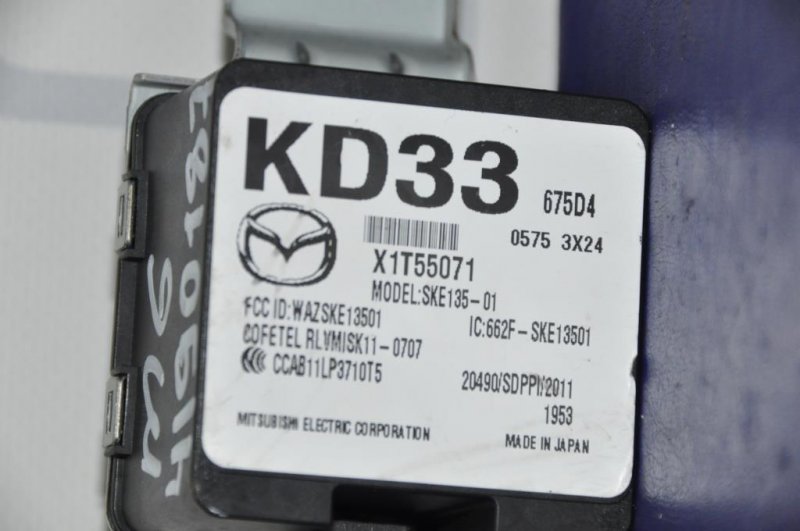 KD33
675D4
0575 3X24
X1T55071
MODEL:SKE135-01
FCC ID:WAZSKE13501
IC:662F-SKE13501
COFETEL RLVMISK11-0707
CCAB11LP3710T5
20490/SDPPI/2011
1953
MITSUBISHI ELECTRIC CORPORATION
MADE IN JAPAN